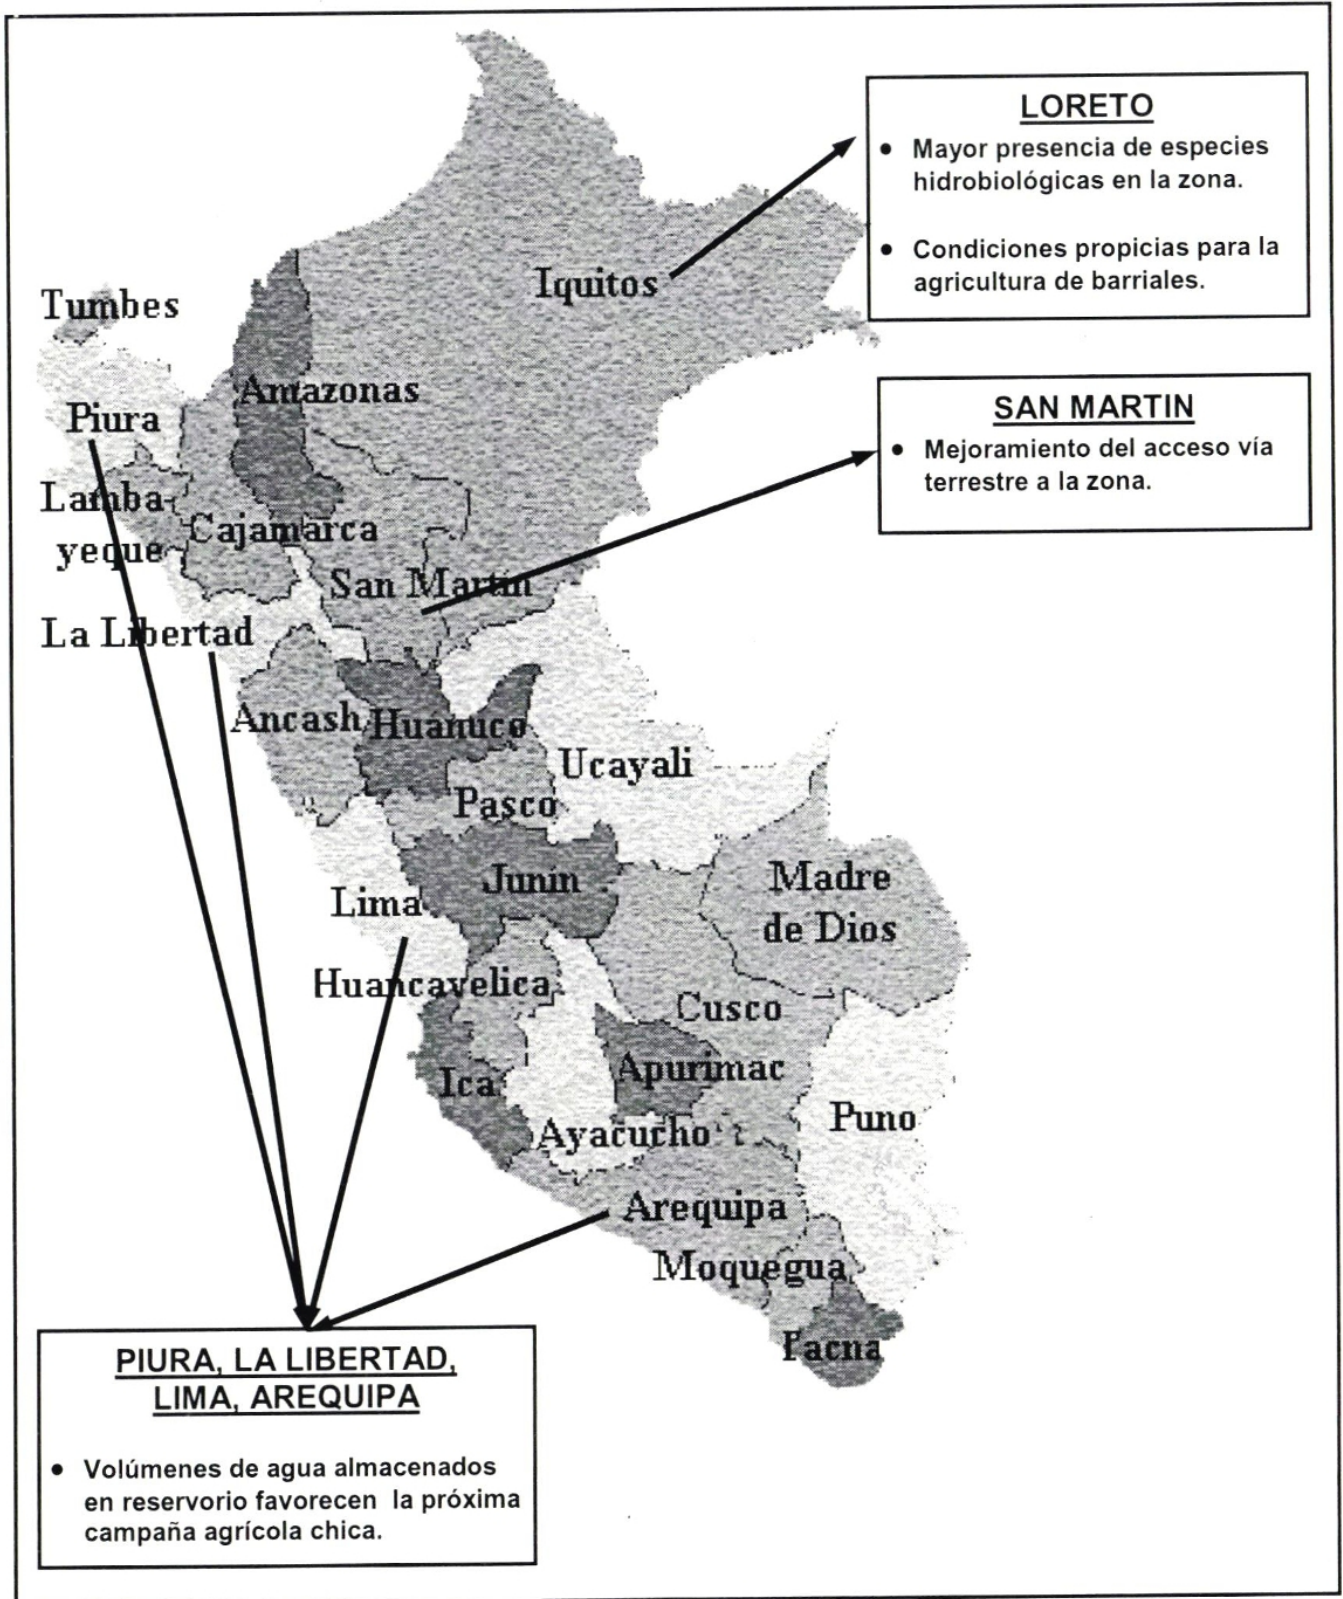 LORETO
• Mayor presencia de especies
hidrobiológicas en la zona.
• Condiciones propicias para la
agricultura de barriales.
Iquitos
Tumbes
Amazonas
Piura
SAN MARTIN
• Mejoramiento del acceso vía
terrestre a la zona.
Lamba-
yeque
Cajamarca
San Martín
La Libertad
Ancash
Huanuco
Ucayali
Pasco
Junin
Madre
de Dios
Lima
Huancavelica
Cusco
Apurimac
Ica
Puno
Ayacucho
Arequipa
Moquegua
Tacna
PIURA, LA LIBERTAD,
LIMA, AREQUIPA
• Volúmenes de agua almacenados
en reservorio favorecen la próxima
campaña agrícola chica.